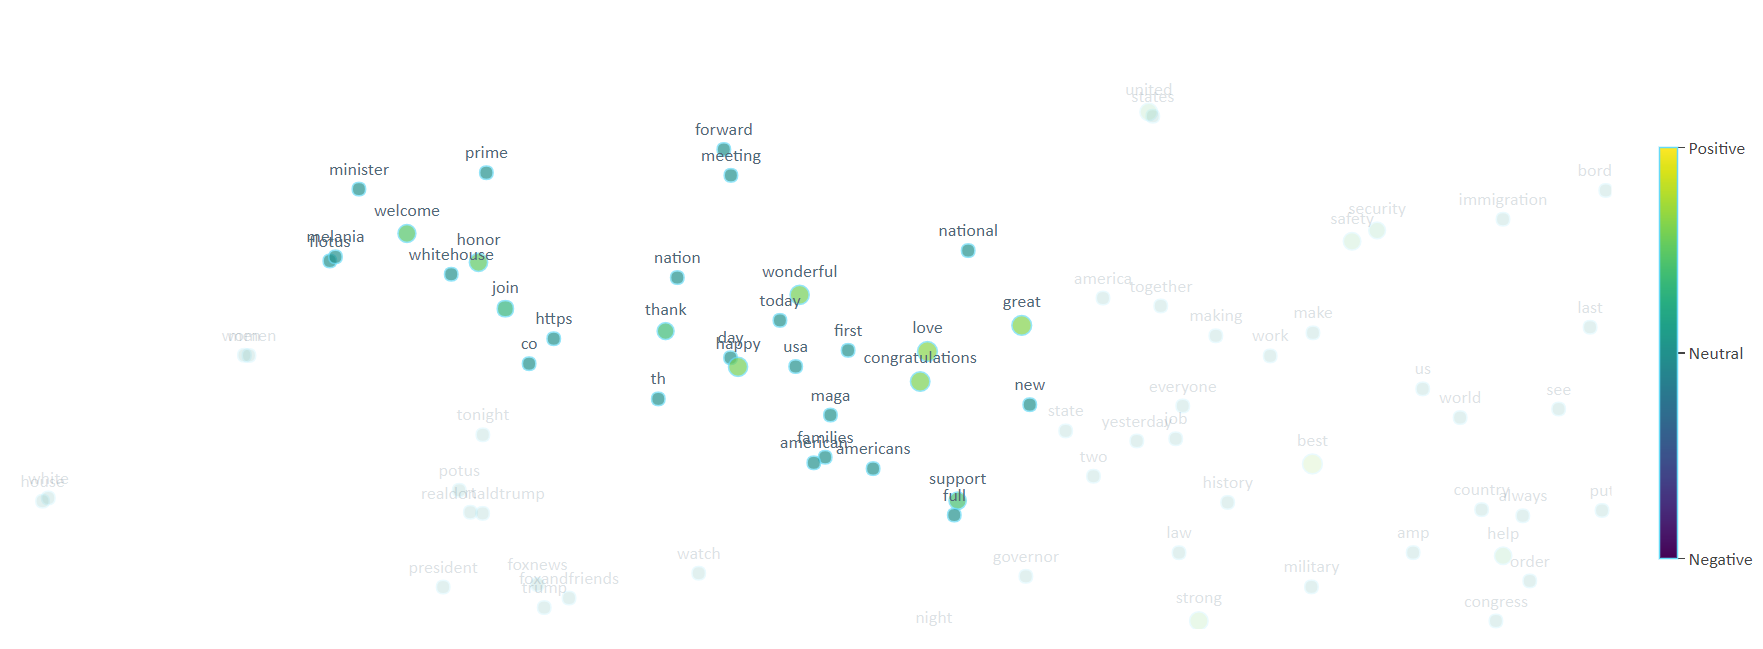 united
states
forward
Positive
prime
meeting
minister
bord
immigration
welcome
security
safety
national
melania
flotus
honor
whitehouse
nation
wonderful
america
together
join
today
great
last
thank
making
make
https
first
love
work
women
men
co
day
happy
usa
congratulations
Neutral
us
th
new
everyone
see
maga
world
tonight
state
yesterday
job
families
american
americans
best
two
potus
white
house
support
full
history
country
always
realdonaldtrump
law
amp
help
watch
governor
president
foxnews
foxandfriends
trump
military
order
Negative
strong
congress
night